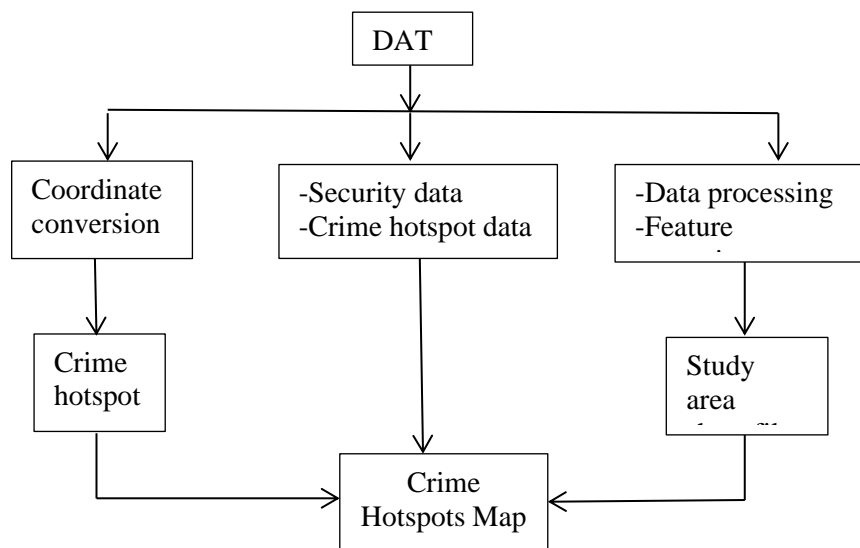 DAT
Coordinate
conversion
-Security data
-Crime hotspot data
-Data processing
-Feature
Crime
hotspot
Study
area
Crime
Hotspots Map